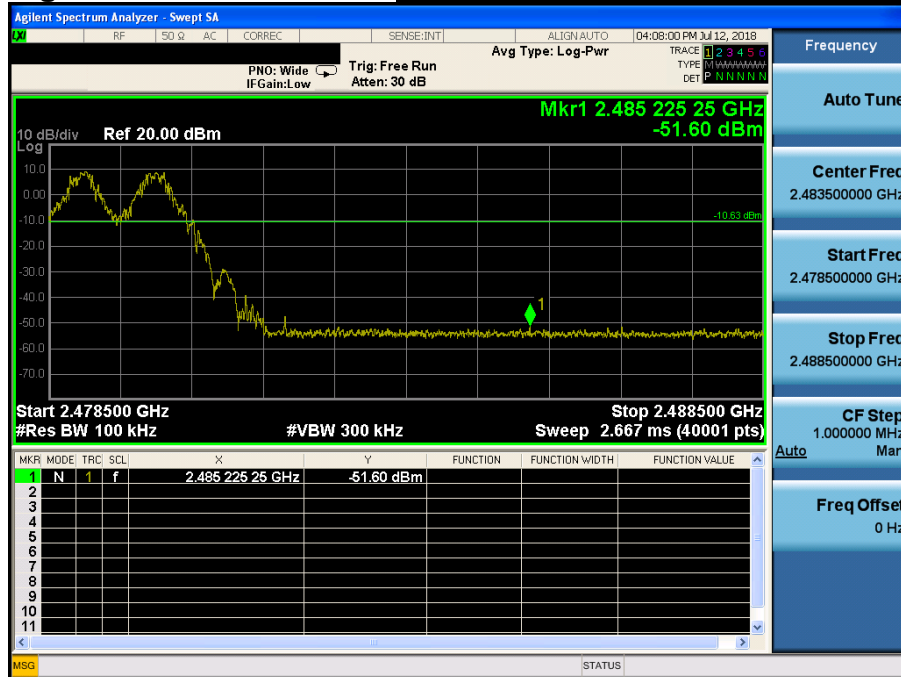 Agilent Spectrum Analyzer - Swept SA
LXI RF 50 Ω AC CORREC SENSE:INT ALIGN AUTO 04:08:00 PM Jul 12, 2018
PNO: Wide
IFGain:Low
Trig: Free Run
Atten: 30 dB
Avg Type: Log-Pwr
TRACE 1 2 3 4 5 6
TYPE M WWWWW
DET P N N N N N
Mkr1 2.485 225 25 GHz
-51.60 dBm
10 dB/div Ref 20.00 dBm
Log
10.0
0.00
-10.0
-10.63 dBm
-20.0
-30.0
-40.0
1
-50.0
-60.0
-70.0
Start 2.478500 GHz Stop 2.488500 GHz
#Res BW 100 kHz #VBW 300 kHz Sweep 2.667 ms (40001 pts)
MKR MODE TRC SCL X Y FUNCTION FUNCTION WIDTH FUNCTION VALUE
1 N 1 f 2.485 225 25 GHz -51.60 dBm
2
3
4
5
6
7
8
9
10
11
MSG STATUS
Frequency
Auto Tune
Center Freq
2.483500000 GHz
Start Freq
2.478500000 GHz
Stop Freq
2.488500000 GHz
CF Step
1.000000 MHz
Auto Man
Freq Offset
0 Hz